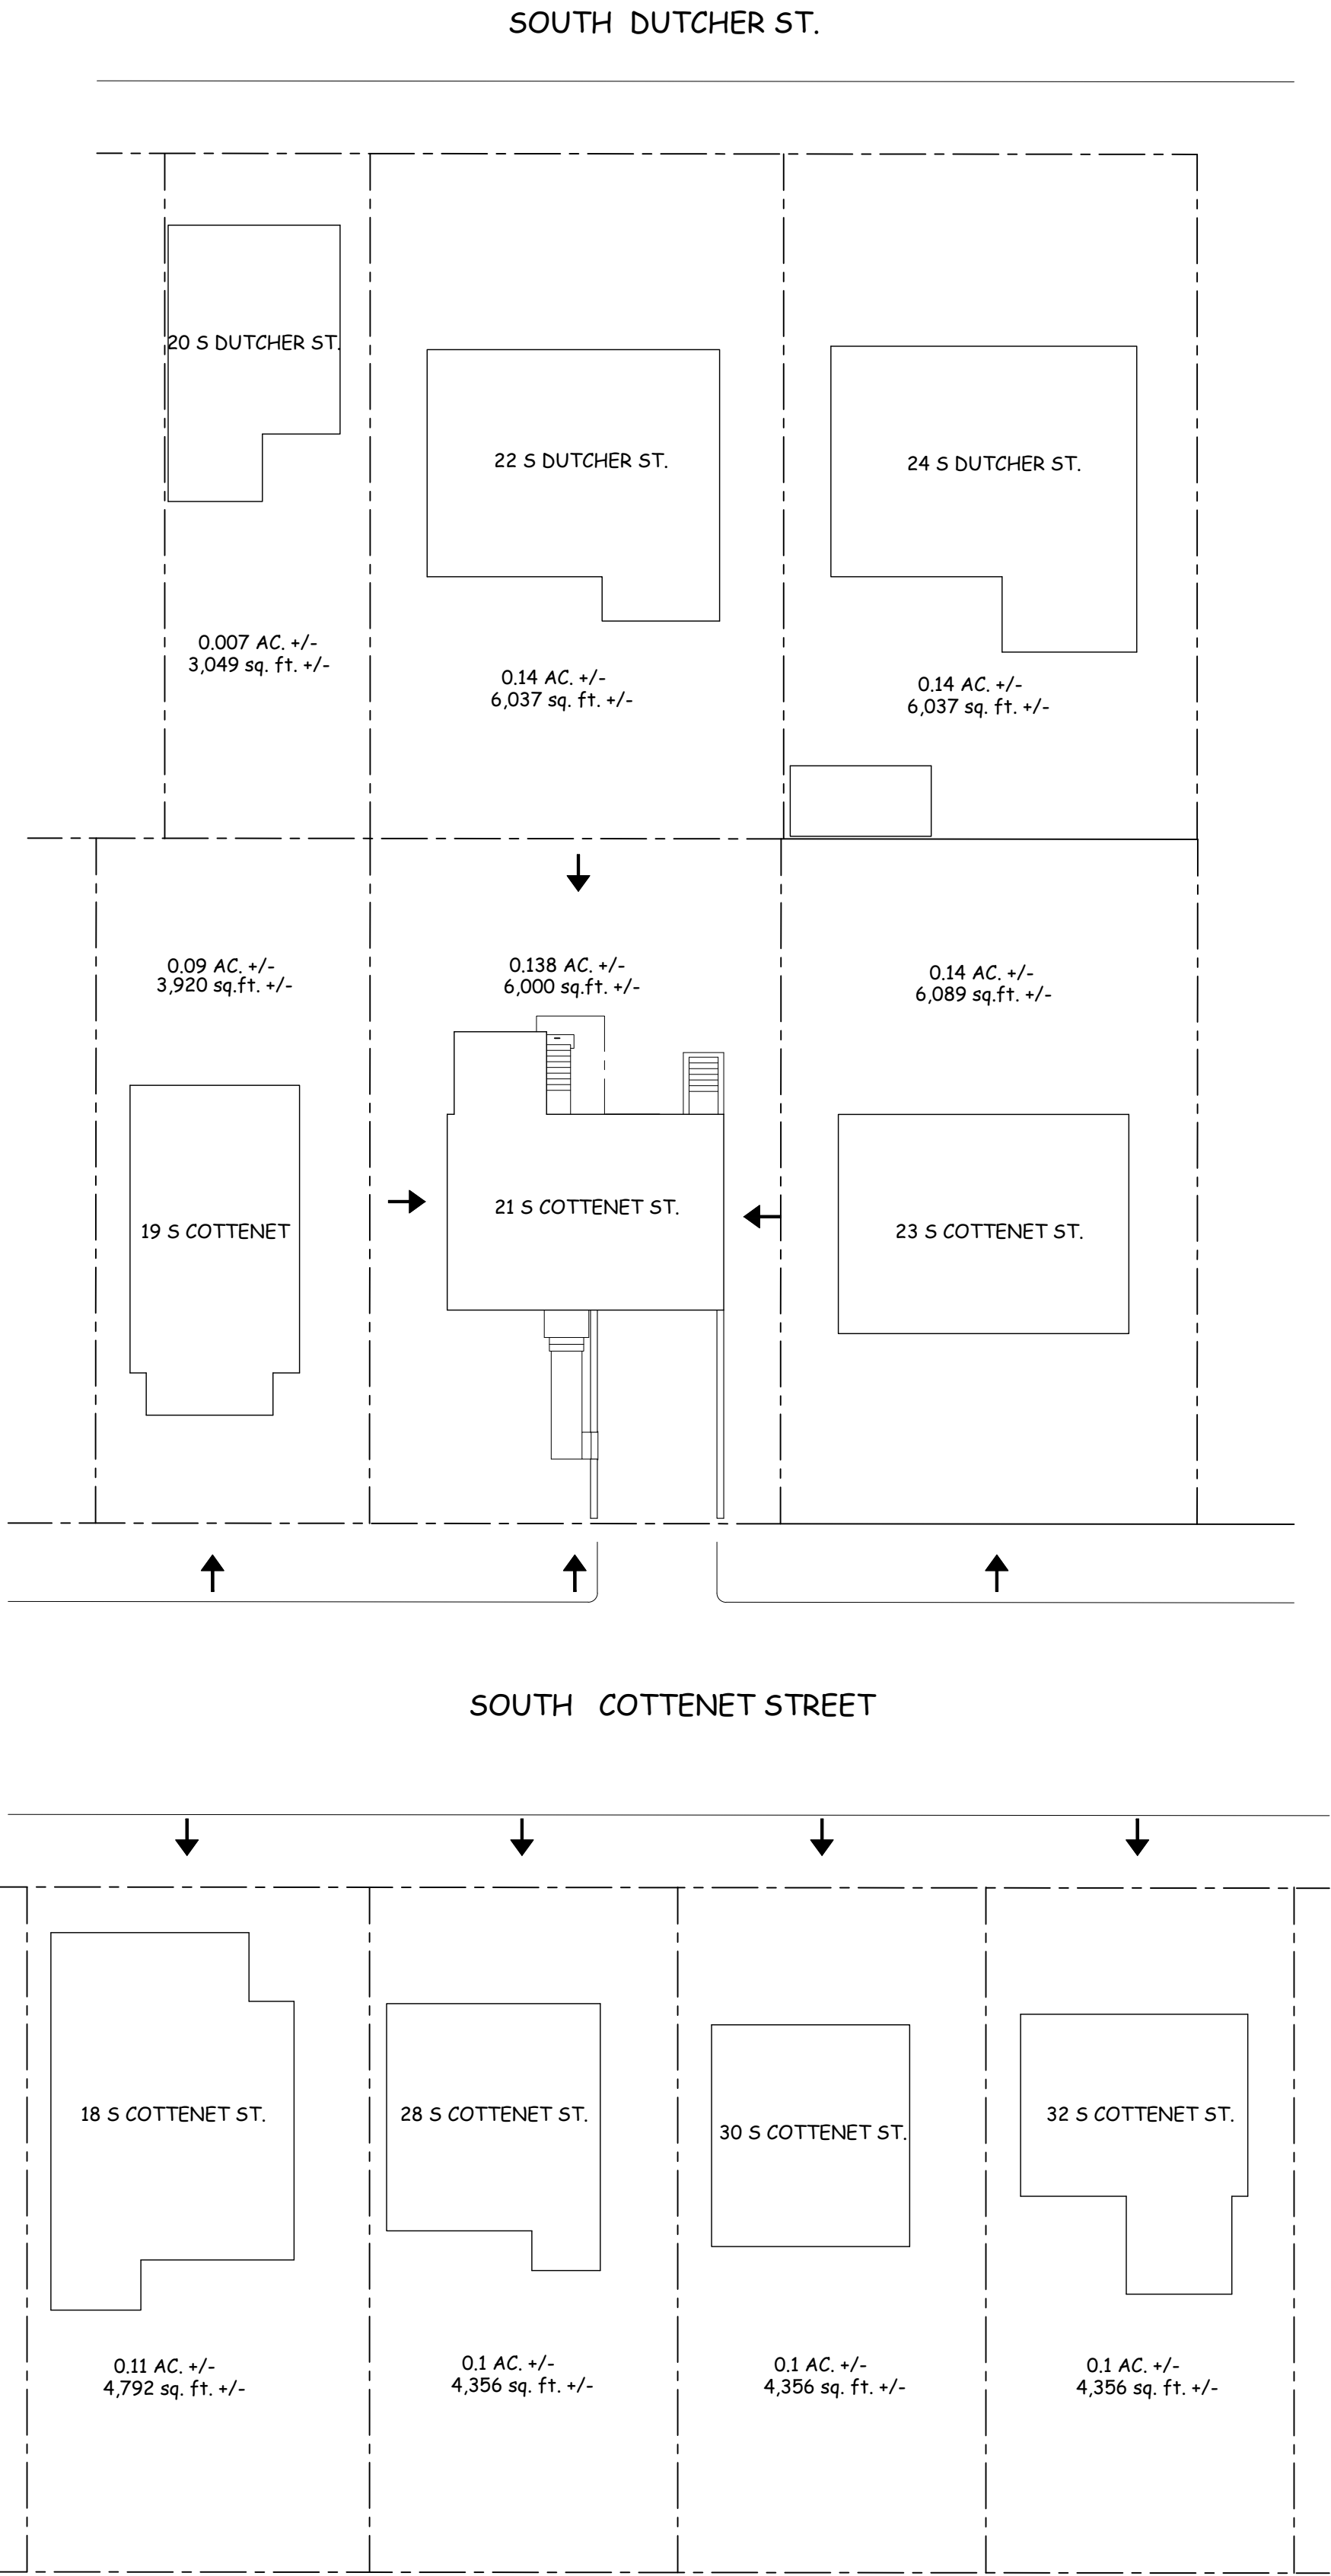 SOUTH DUTCHER ST.
20 S DUTCHER ST.
22 S DUTCHER ST.
24 S DUTCHER ST.
0.007 AC. +/-
3,049 sq. ft. +/-
0.14 AC. +/-
6,037 sq. ft. +/-
0.14 AC. +/-
6,037 sq. ft. +/-
0.09 AC. +/-
3,920 sq.ft. +/-
0.138 AC. +/-
6,000 sq.ft. +/-
0.14 AC. +/-
6,089 sq.ft. +/-
19 S COTTENET
21 S COTTENET ST.
23 S COTTENET ST.
SOUTH COTTENET STREET
18 S COTTENET ST.
28 S COTTENET ST.
30 S COTTENET ST.
32 S COTTENET ST.
0.11 AC. +/-
4,792 sq. ft. +/-
0.1 AC. +/-
4,356 sq. ft. +/-
0.1 AC. +/-
4,356 sq. ft. +/-
0.1 AC. +/-
4,356 sq. ft. +/-